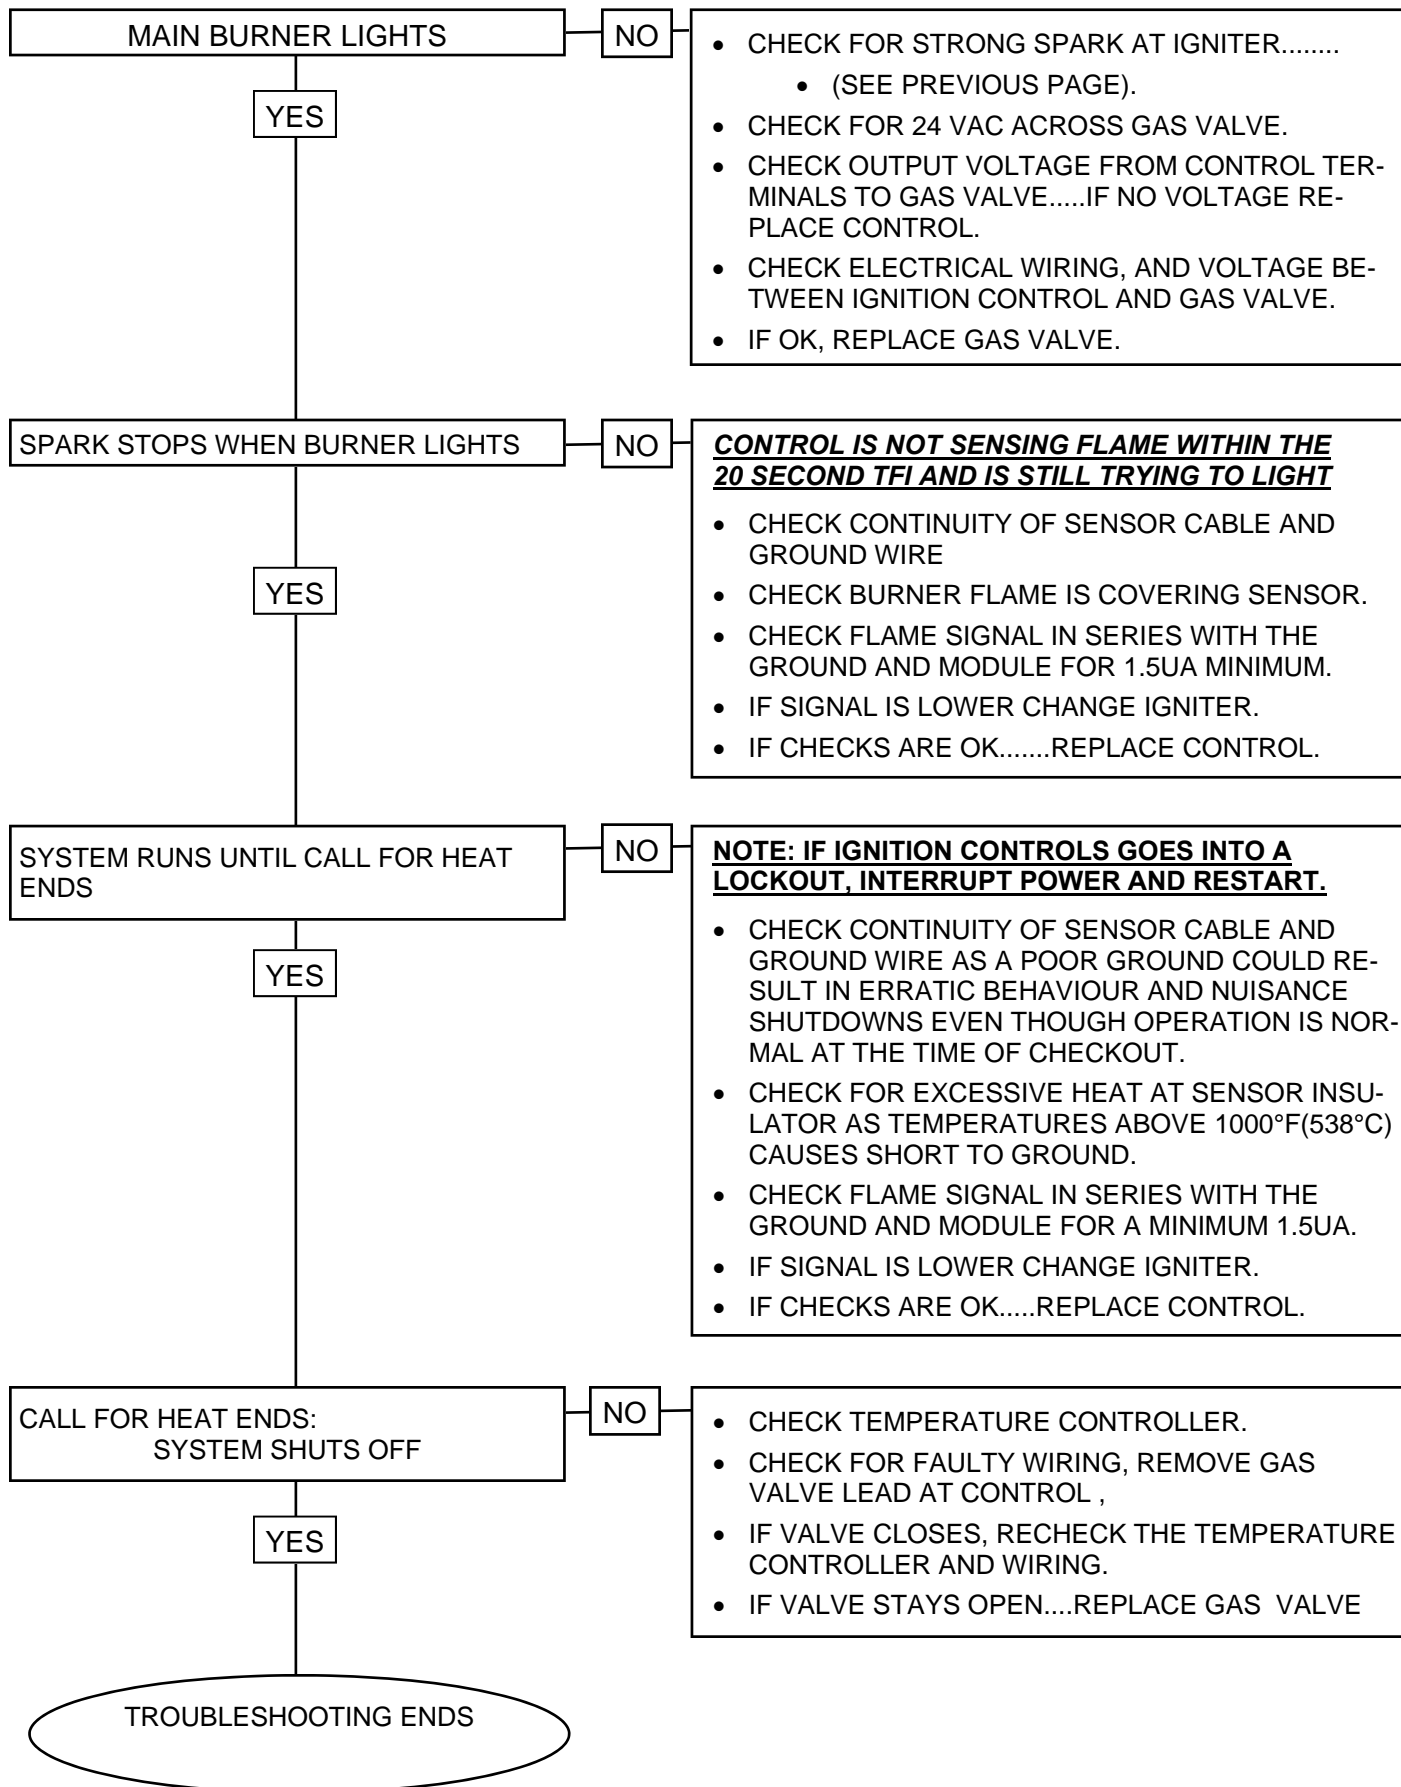 MAIN BURNER LIGHTS
NO
• CHECK FOR STRONG SPARK AT IGNITER........
• (SEE PREVIOUS PAGE).
• CHECK FOR 24 VAC ACROSS GAS VALVE.
• CHECK OUTPUT VOLTAGE FROM CONTROL TER-
MINALS TO GAS VALVE.....IF NO VOLTAGE RE-
PLACE CONTROL.
• CHECK ELECTRICAL WIRING, AND VOLTAGE BE-
TWEEN IGNITION CONTROL AND GAS VALVE.
• IF OK, REPLACE GAS VALVE.
YES
SPARK STOPS WHEN BURNER LIGHTS
NO
CONTROL IS NOT SENSING FLAME WITHIN THE
20 SECOND TFI AND IS STILL TRYING TO LIGHT
• CHECK CONTINUITY OF SENSOR CABLE AND
GROUND WIRE
• CHECK BURNER FLAME IS COVERING SENSOR.
• CHECK FLAME SIGNAL IN SERIES WITH THE
GROUND AND MODULE FOR 1.5UA MINIMUM.
• IF SIGNAL IS LOWER CHANGE IGNITER.
• IF CHECKS ARE OK.......REPLACE CONTROL.
YES
SYSTEM RUNS UNTIL CALL FOR HEAT
ENDS
NO
NOTE: IF IGNITION CONTROLS GOES INTO A
LOCKOUT, INTERRUPT POWER AND RESTART.
• CHECK CONTINUITY OF SENSOR CABLE AND
GROUND WIRE AS A POOR GROUND COULD RE-
SULT IN ERRATIC BEHAVIOUR AND NUISANCE
SHUTDOWNS EVEN THOUGH OPERATION IS NOR-
MAL AT THE TIME OF CHECKOUT.
• CHECK FOR EXCESSIVE HEAT AT SENSOR INSU-
LATOR AS TEMPERATURES ABOVE 1000°F(538°C)
CAUSES SHORT TO GROUND.
• CHECK FLAME SIGNAL IN SERIES WITH THE
GROUND AND MODULE FOR A MINIMUM 1.5UA.
• IF SIGNAL IS LOWER CHANGE IGNITER.
• IF CHECKS ARE OK.....REPLACE CONTROL.
YES
CALL FOR HEAT ENDS:
SYSTEM SHUTS OFF
NO
• CHECK TEMPERATURE CONTROLLER.
• CHECK FOR FAULTY WIRING, REMOVE GAS
VALVE LEAD AT CONTROL ,
• IF VALVE CLOSES, RECHECK THE TEMPERATURE
CONTROLLER AND WIRING.
• IF VALVE STAYS OPEN....REPLACE GAS  VALVE
YES
TROUBLESHOOTING ENDS